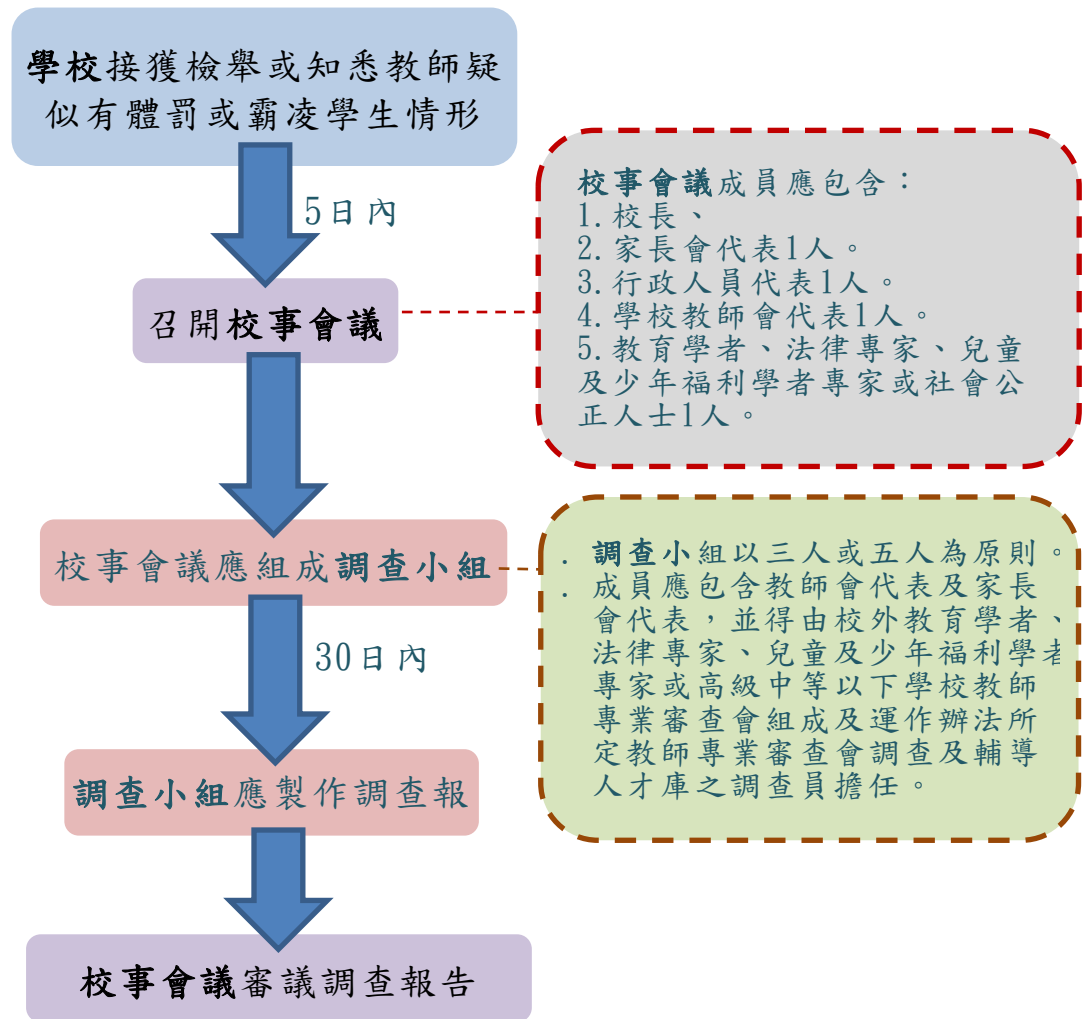 學校接獲檢舉或知悉教師疑
似有體罰或霸凌學生情形
5日內
召開校事會議
校事會議成員應包含：
1.校長、
2.家長會代表1人。
3.行政人員代表1人。
4.學校教師會代表1人。
5.教育學者、法律專家、兒童
及少年福利學者專家或社會公
正人士1人。
校事會議應組成調查小組
. 調查小組以三人或五人為原則。
. 成員應包含教師會代表及家長
會代表，並得由校外教育學者、
法律專家、兒童及少年福利學者
專家或高級中等以下學校教師
專業審查會組成及運作辦法所
定教師專業審查會調查及輔導
人才庫之調查員擔任。
30日內
調查小組應製作調查報
校事會議審議調查報告